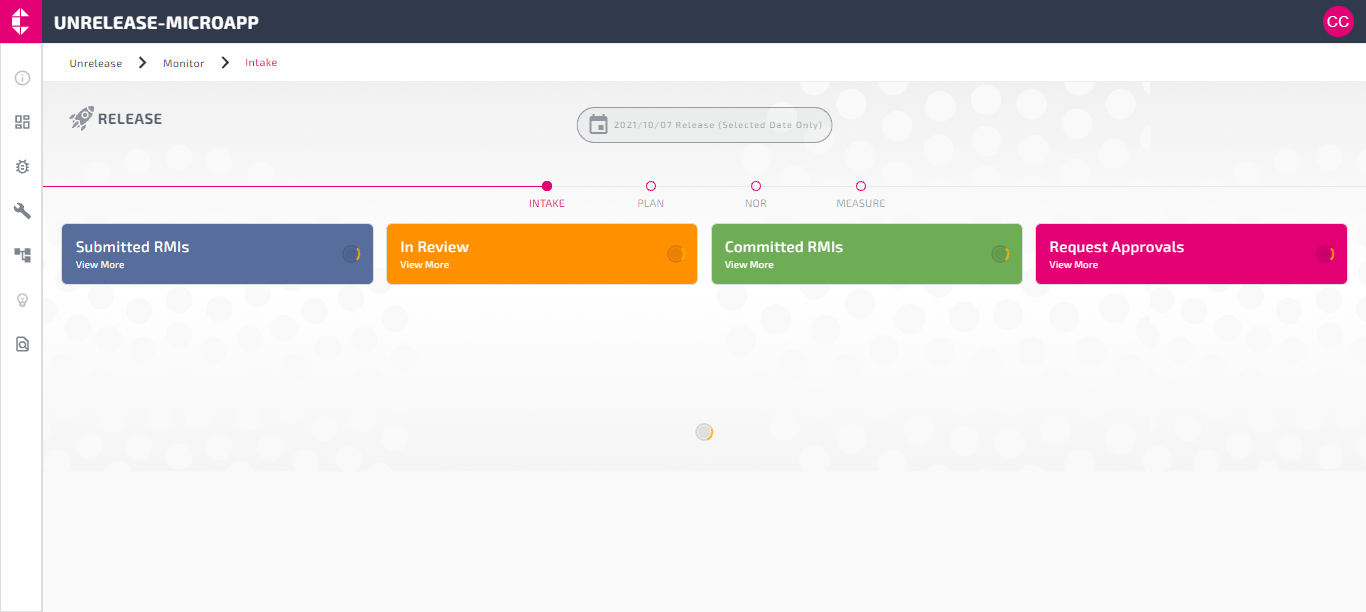 UNRELEASE-MICROAPP
CC
Unrelease Monitor Intake
RELEASE
2021/10/07 Release (Selected Date Only)
INTAKE PLAN NOR MEASURE
Submitted RMIs
View More
In Review
View More
Committed RMIs
View More
Request Approvals
View More